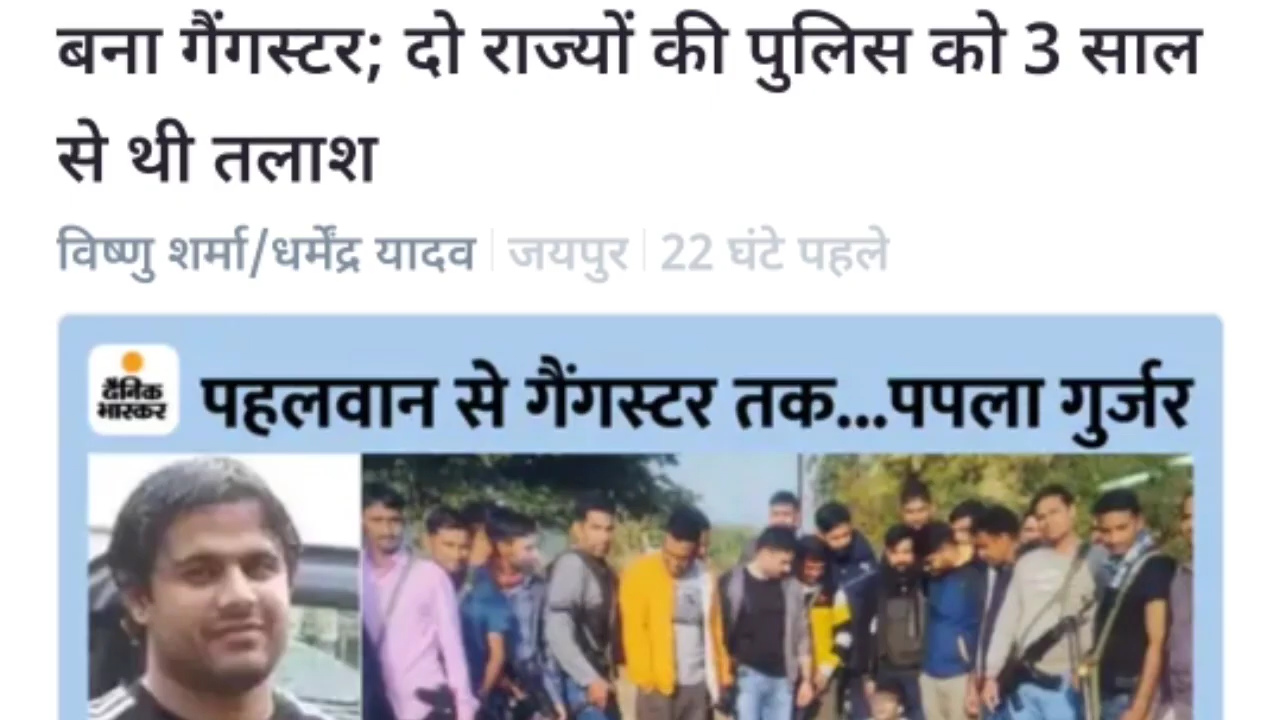 बना गैंगस्टर; दो राज्यों की पुलिस को 3 साल
से थी तलाश
विष्णु शर्मा/धर्मेंद्र यादव | जयपुर | 22 घंटे पहले
दैनिक
भास्कर
पहलवान से गैंगस्टर तक...पपला गुर्जर